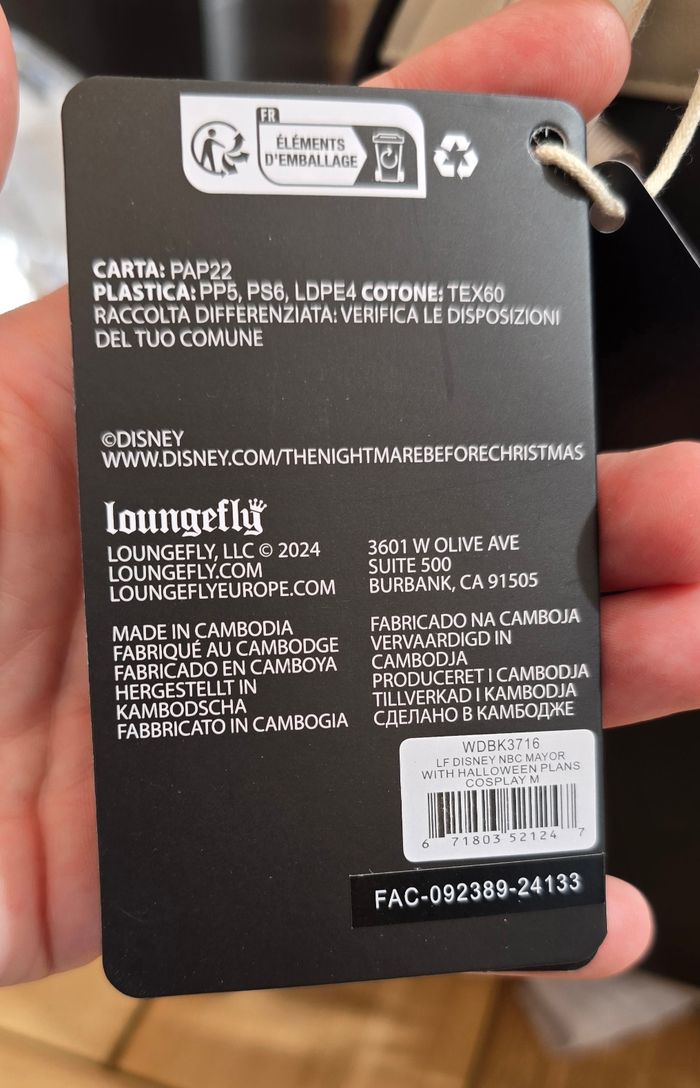 FR
ÉLÉMENTS
D'EMBALLAGE
CARTA: PAP22
PLASTICA: PP5, PS6, LDPE4 COTONE: TEX60
RACCOLTA DIFFERENZIATA: VERIFICA LE DISPOSIZIONI
DEL TUO COMUNE
©DISNEY
WWW.DISNEY.COM/THENIGHTMAREBEFORECHRISTMAS
loungefly
LOUNGEFLY, LLC © 2024
LOUNGEFLY.COM
LOUNGEFLYEUROPE.COM
3601 W OLIVE AVE
SUITE 500
BURBANK, CA 91505
MADE IN CAMBODIA
FABRIQUÉ AU CAMBODGE
FABRICADO EN CAMBOYA
HERGESTELLT IN
KAMBODSCHA
FABBRICATO IN CAMBOGIA
FABRICADO NA CAMBOJA
VERVAARDIGD IN
CAMBODJA
PRODUCERET I CAMBODJA
TILLVERKAD I KAMBODJA
СДЕЛАНО В КАМБОДЖЕ
WDBK3716
LF DISNEY NBC MAYOR
WITH HALLOWEEN PLANS
COSPLAY M
6 71803 52124 7
FAC-092389-24133